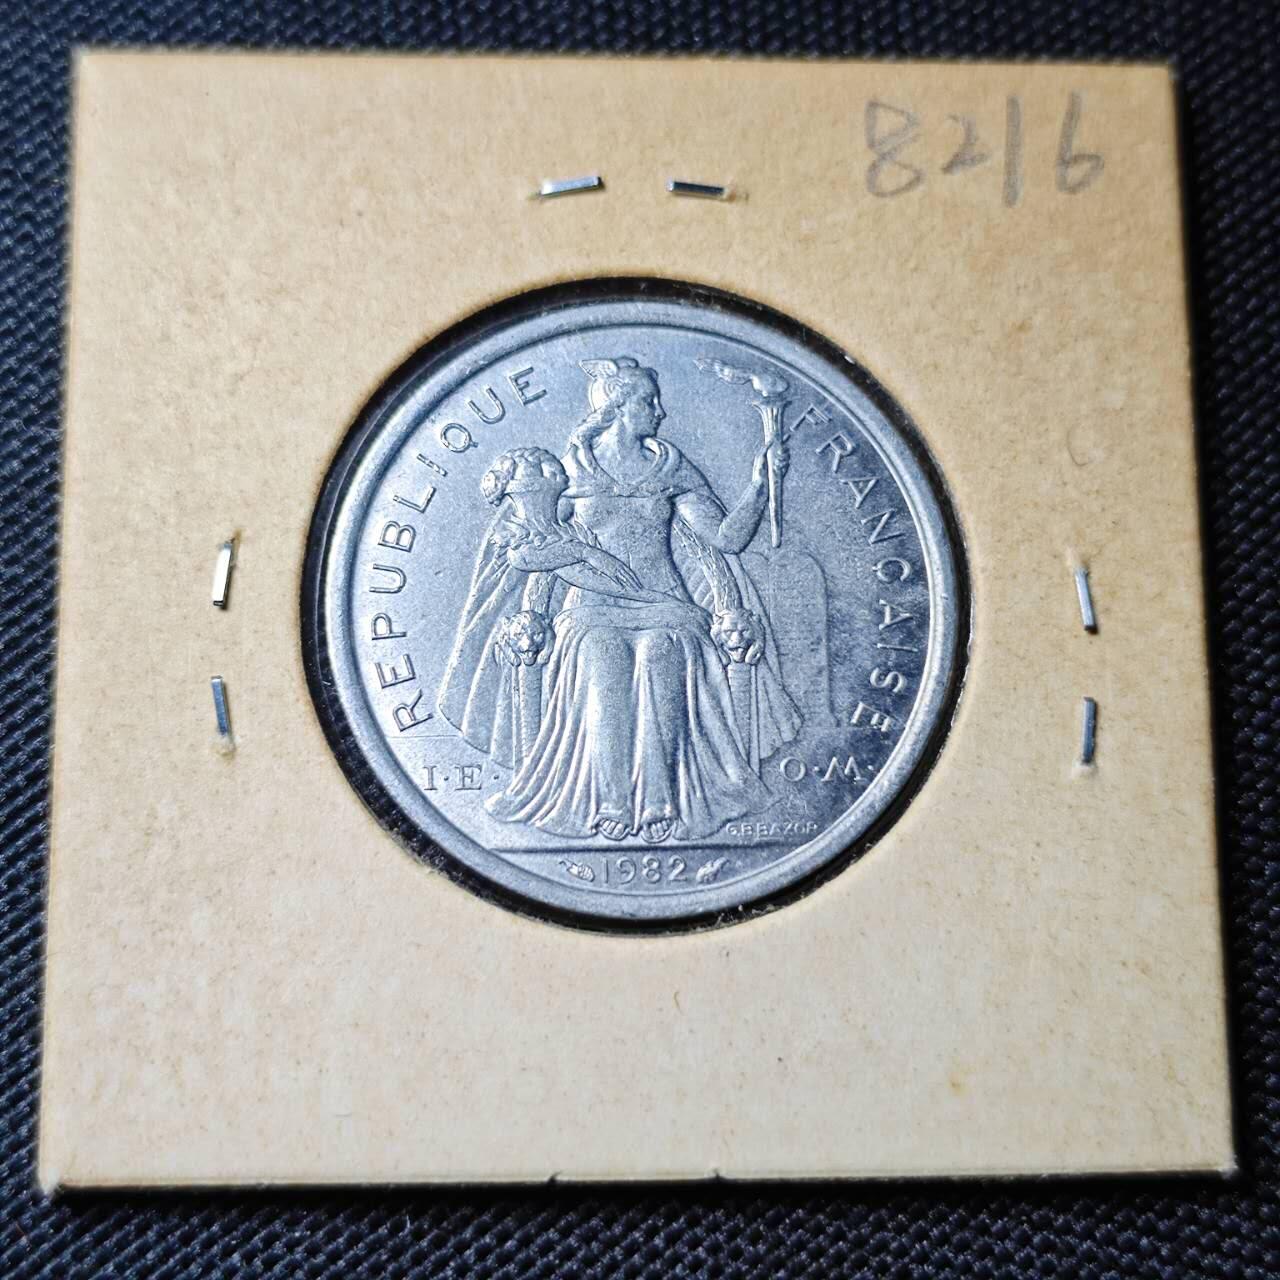 8216
REPUBLIQUE FRANÇAISE
I·E· O·M·
G.B.BAZOR
1982